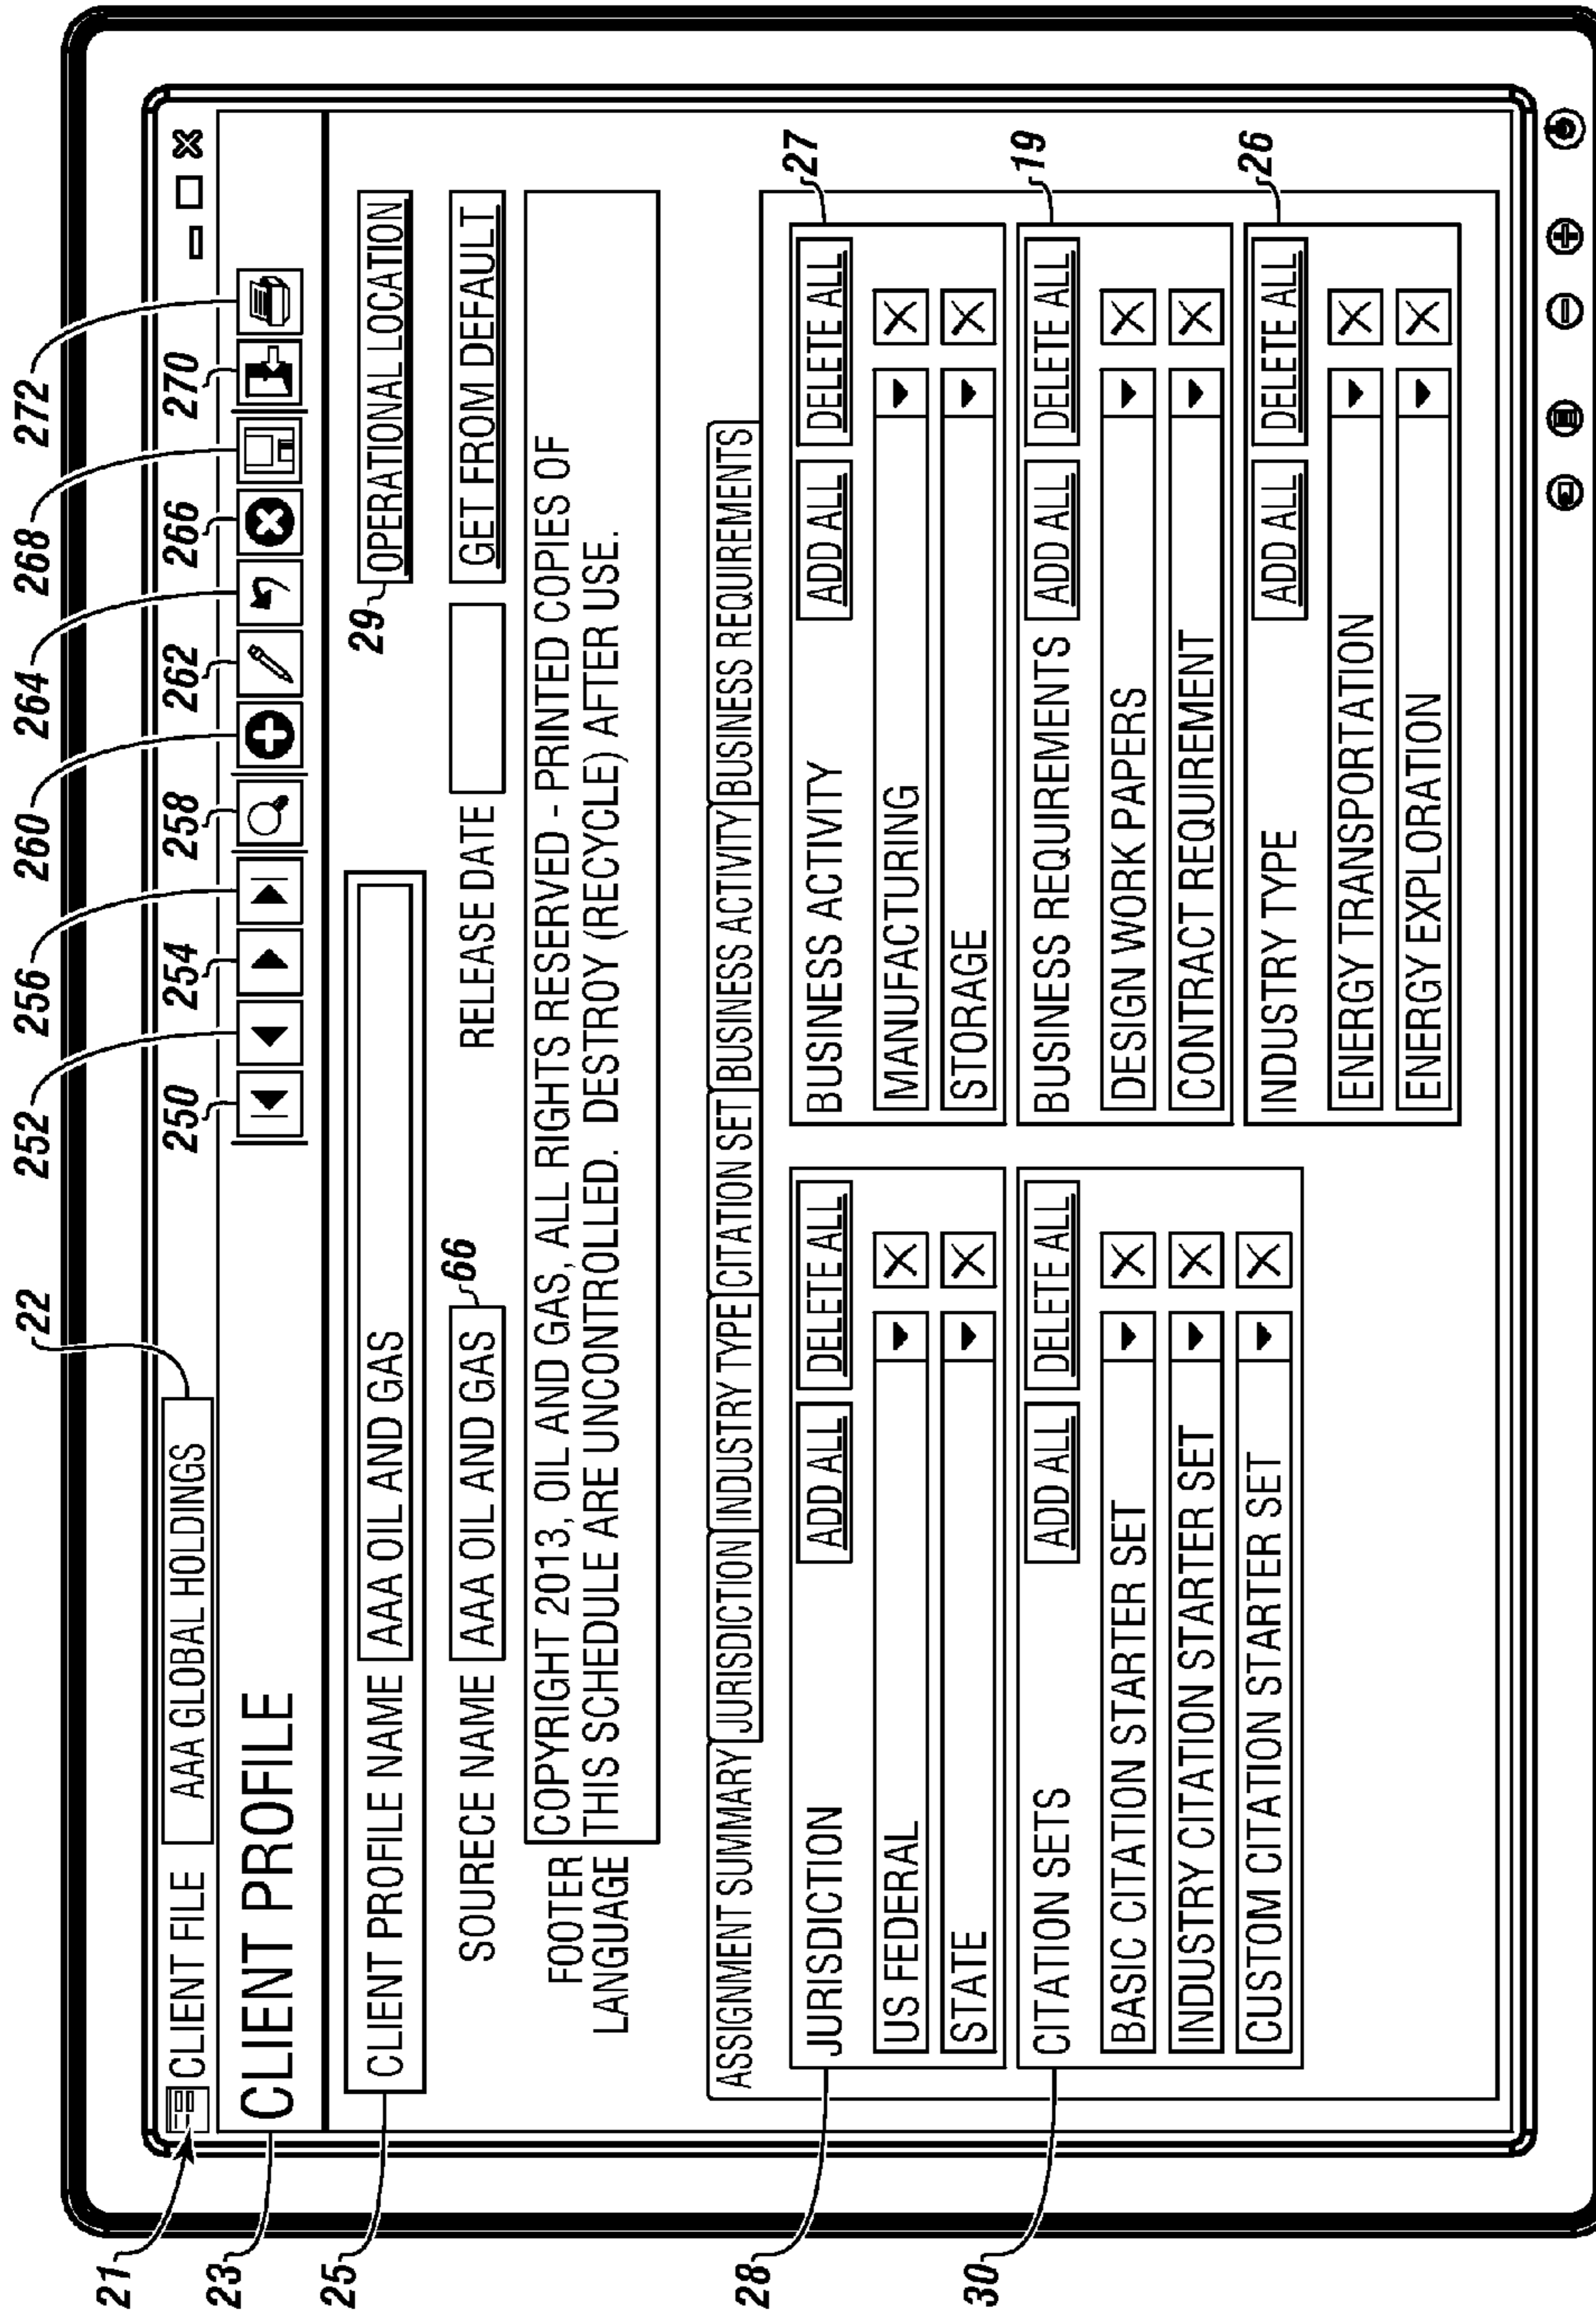 272
268
264
260
256
252
22
270
266
262
258
254
250
21 CLIENT FILE AAA GLOBAL HOLDINGS
23 CLIENT PROFILE
25 CLIENT PROFILE NAME AAA OIL AND GAS 29 OPERATIONAL LOCATION
SOURECE NAME AAA OIL AND GAS 66 RELEASE DATE GET FROM DEFAULT
FOOTER LANGUAGE
COPYRIGHT 2013, OIL AND GAS, ALL RIGHTS RESERVED - PRINTED COPIES OF
THIS SCHEDULE ARE UNCONTROLLED. DESTROY (RECYCLE) AFTER USE.
ASSIGNMENT SUMMARY JURISDICTION INDUSTRY TYPE CITATION SET BUSINESS ACTIVITY BUSINESS REQUIREMENTS
28 JURISDICTION ADD ALL DELETE ALL
US FEDERAL
STATE
30 CITATION SETS ADD ALL DELETE ALL
BASIC CITATION STARTER SET
INDUSTRY CITATION STARTER SET
CUSTOM CITATION STARTER SET
BUSINESS ACTIVITY ADD ALL DELETE ALL 27
MANUFACTURING
STORAGE
BUSINESS REQUIREMENTS ADD ALL DELETE ALL 19
DESIGN WORK PAPERS
CONTRACT REQUIREMENT
INDUSTRY TYPE ADD ALL DELETE ALL 26
ENERGY TRANSPORTATION
ENERGY EXPLORATION